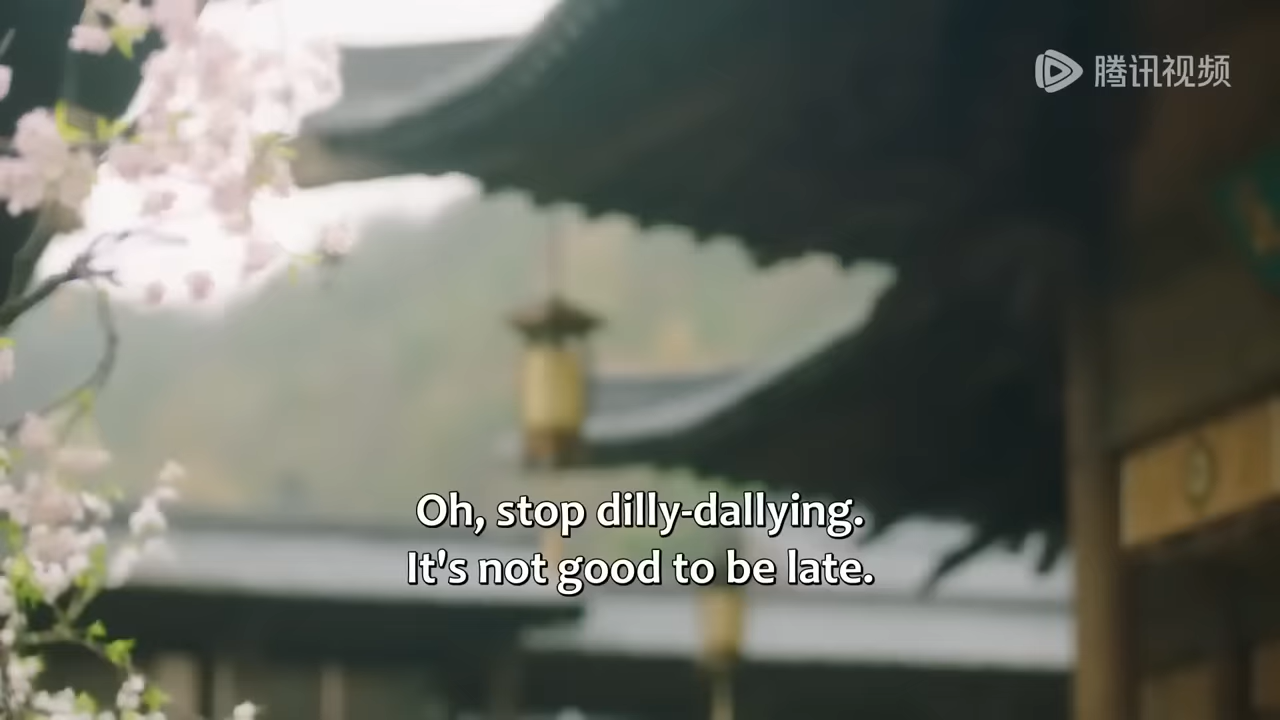 腾讯视频
Oh, stop dilly-dallying.
It's not good to be late.